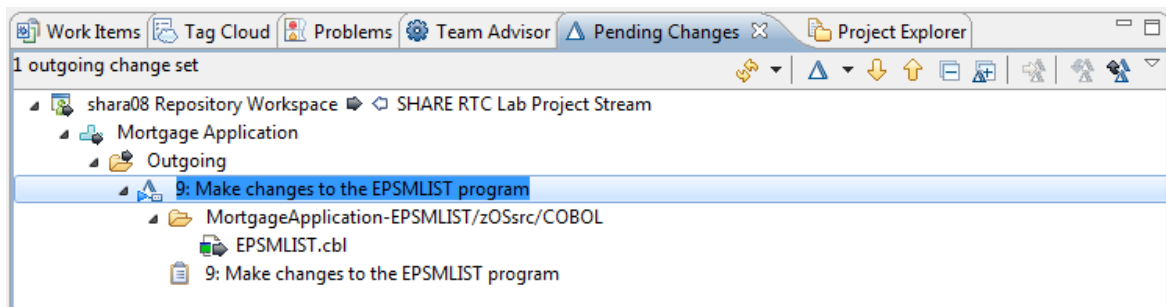 Work Items Tag Cloud Problems Team Advisor Pending Changes Project Explorer
1 outgoing change set
shara08 Repository Workspace SHARE RTC Lab Project Stream
Mortgage Application
Outgoing
9: Make changes to the EPSMLIST program
MortgageApplication-EPSMLIST/zOSsrc/COBOL
EPSMLIST.cbl
9: Make changes to the EPSMLIST program